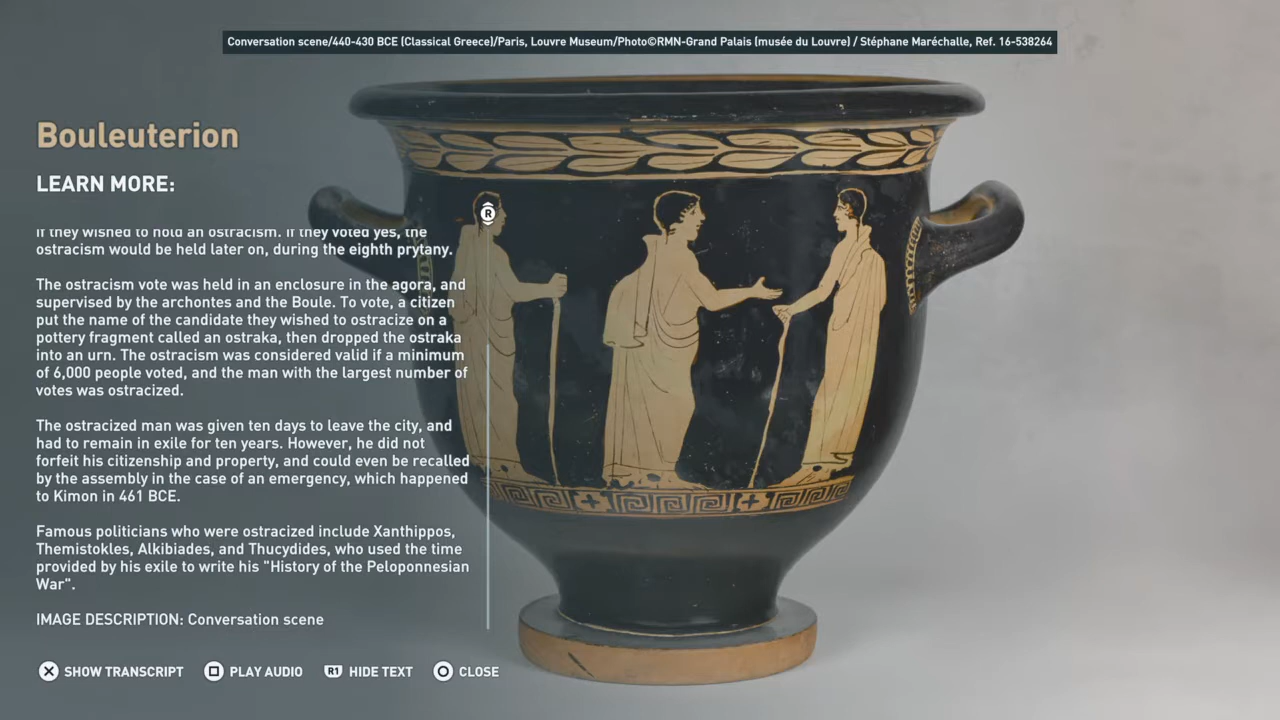 Conversation scene/440-430 BCE (Classical Greece)/Paris, Louvre Museum/Photo©RMN-Grand Palais (musée du Louvre) / Stéphane Maréchalle, Ref. 16-538264
Bouleuterion
LEARN MORE:
if they wished to hold an ostracism. If they voted yes, the
ostracism would be held later on, during the eighth prytany.
The ostracism vote was held in an enclosure in the agora, and
supervised by the archontes and the Boule. To vote, a citizen
put the name of the candidate they wished to ostracize on a
pottery fragment called an ostraka, then dropped the ostraka
into an urn. The ostracism was considered valid if a minimum
of 6,000 people voted, and the man with the largest number of
votes was ostracized.
The ostracized man was given ten days to leave the city, and
had to remain in exile for ten years. However, he did not
forfeit his citizenship and property, and could even be recalled
by the assembly in the case of an emergency, which happened
to Kimon in 461 BCE.
Famous politicians who were ostracized include Xanthippos,
Themistokles, Alkibiades, and Thucydides, who used the time
provided by his exile to write his "History of the Peloponnesian
War".
IMAGE DESCRIPTION: Conversation scene
R
SHOW TRANSCRIPT PLAY AUDIO R1 HIDE TEXT CLOSE